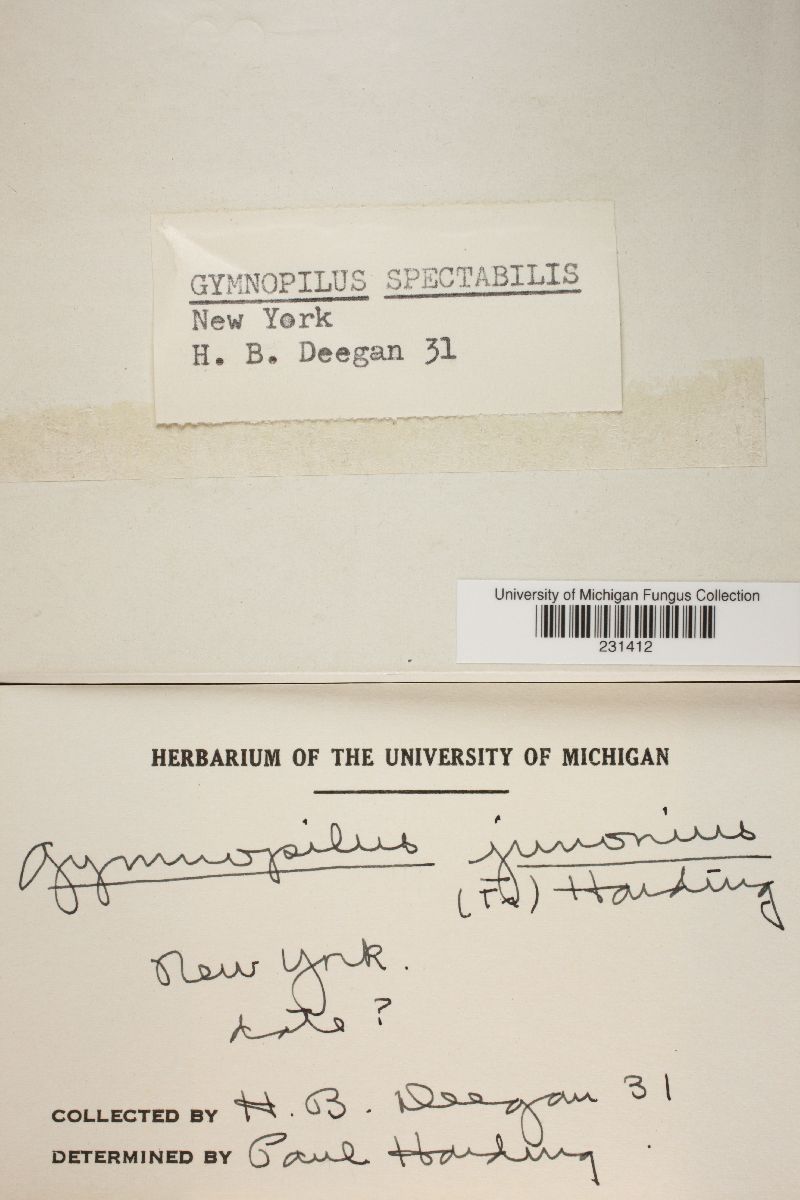 GYMNOPILUS SPECTABILIS
New York
H. B. Deegan 31
University of Michigan Fungus Collection
231412
HERBARIUM OF THE UNIVERSITY OF MICHIGAN
Gymnopilus junonius
(Fr) Harding
New York.
date ?
COLLECTED BY H. B. Deegan 31
DETERMINED BY Paul Harding.